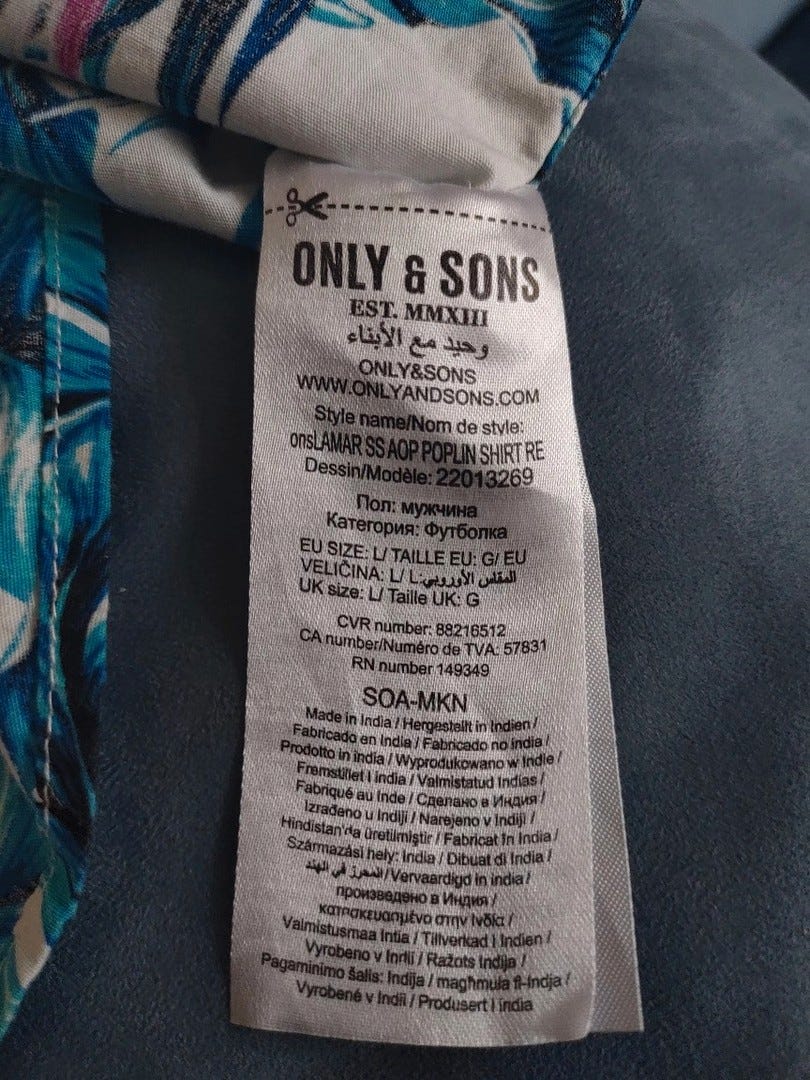 ONLY & SONS
EST. MMXIII
وحيد مع الأبناء
ONLY&SONS
WWW.ONLYANDSONS.COM
Style name/Nom de style:
onsLAMAR SS AOP POPLIN SHIRT RE
Dessin/Modèle: 22013269
Пол: мужчина
Категория: Футболка
EU SIZE: L/ TAILLE EU: G/ EU
VELIČINA: L/ L:المقاس الأوروبي
UK size: L/ Taille UK: G
CVR number: 88216512
CA number/Numéro de TVA: 57831
RN number 149349
SOA-MKN
Made in India / Hergestellt in Indien /
Fabricado en India / Fabricado no india /
Prodotto in india / Wyprodukowano w Indie /
Fremstillet I india / Valmistatud Indias /
Fabriqué au Inde / Сделано в Индия /
Izrađeno u Indiji / Narejeno v Indiji /
Hindistan'da üretilmiştir / Fabricat în India /
Származási hely: India / Dibuat di India /
المحرز في الهند / Vervaardigd in india /
произведено в Индия /
κατασκευασμένο στην Ινδία /
Valmistusmaa Intia / Tillverkad I Indien /
Vyrobeno v Indii / Ražots Indija /
Pagaminimo šalis: Indija / magħmula fl-Indja /
Vyrobené v Indii / Produsert I india